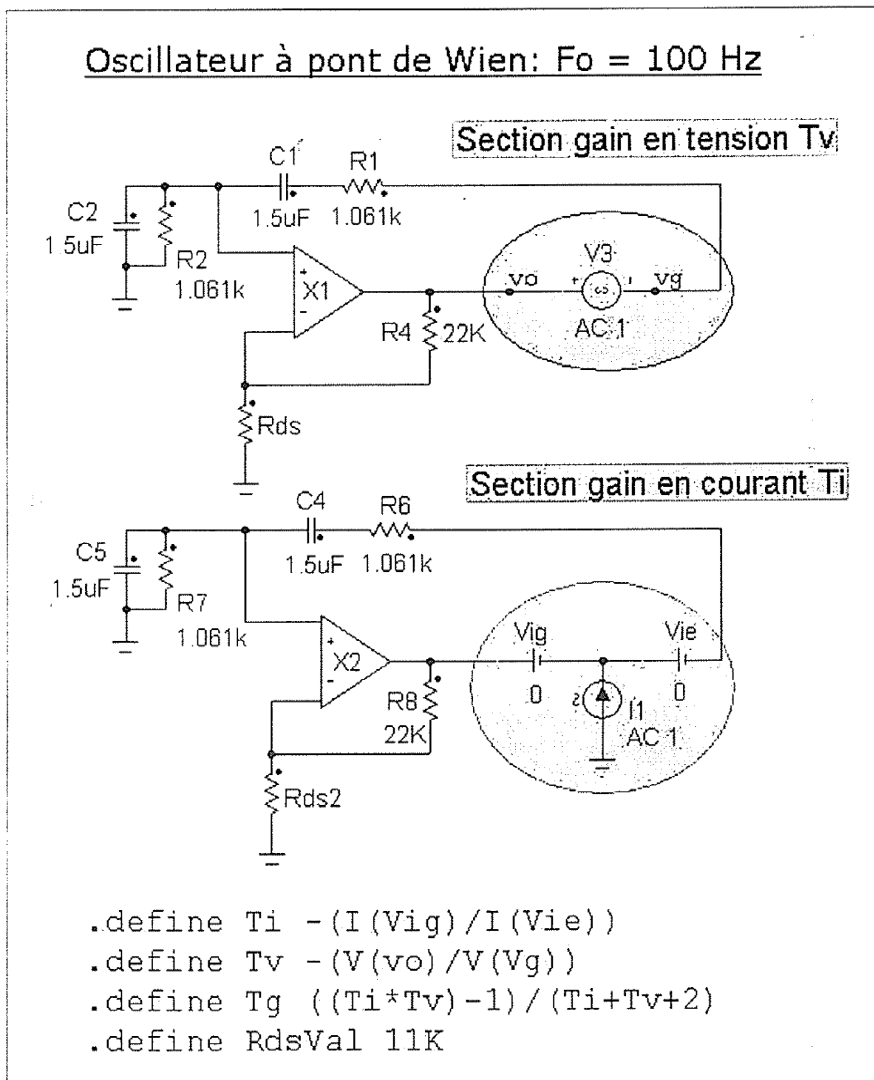 Oscillateur à pont de Wien: Fo = 100 Hz
Section gain en tension Tv
C1
R1
1.5uF
1.061k
C2
1 5uF
R2
1.061k
+
X1
-
R4
22K
vo
V3
+
-
vg
AC 1
Rds
Section gain en courant Ti
C4
R6
1.5uF
1.061k
C5
1.5uF
R7
1.061k
+
X2
-
R8
22K
Vig
0
Vie
0
I1
AC 1
Rds2
.define Ti -(I(Vig)/I(Vie))
.define Tv -(V(vo)/V(Vg))
.define Tg ((Ti*Tv)-1)/(Ti+Tv+2)
.define RdsVal 11K